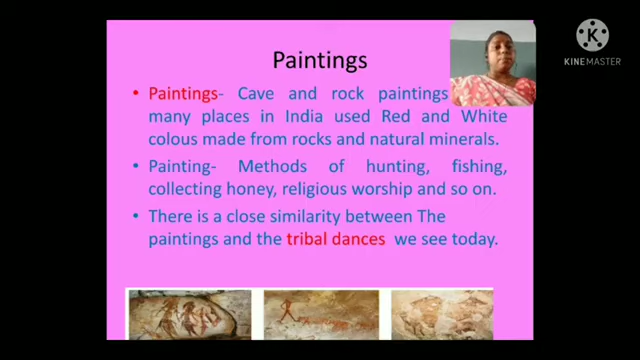 Paintings
• Paintings- Cave and rock paintings
many places in India used Red and White
colous made from rocks and natural minerals.
• Painting- Methods of hunting, fishing,
collecting honey, religious worship and so on.
• There is a close similarity between The
paintings and the tribal dances we see today.
K
KINEMASTER